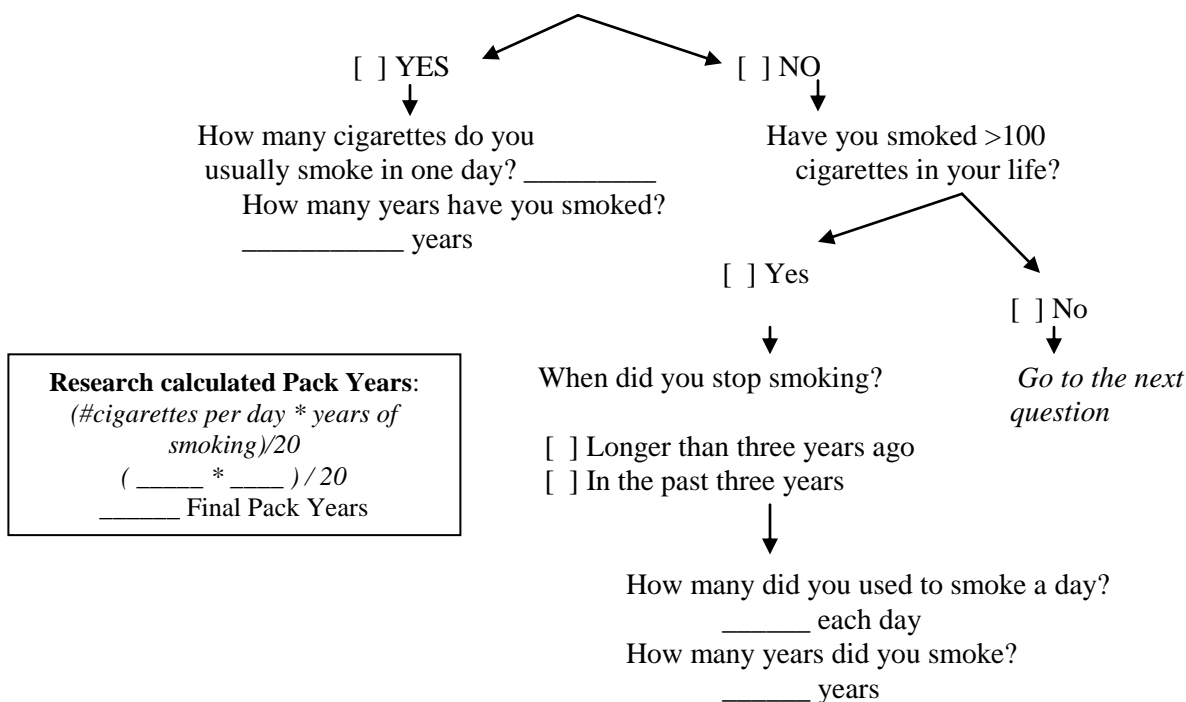 [ ] YES
[ ] NO
How many cigarettes do you
usually smoke in one day? _________
How many years have you smoked?
___________ years
Have you smoked >100
cigarettes in your life?
[ ] Yes
[ ] No
Research calculated Pack Years:
(#cigarettes per day * years of
smoking)/20
( _____ * ____ ) / 20
______ Final Pack Years
When did you stop smoking?
[ ] Longer than three years ago
[ ] In the past three years
Go to the next
question
How many did you used to smoke a day?
______ each day
How many years did you smoke?
______ years